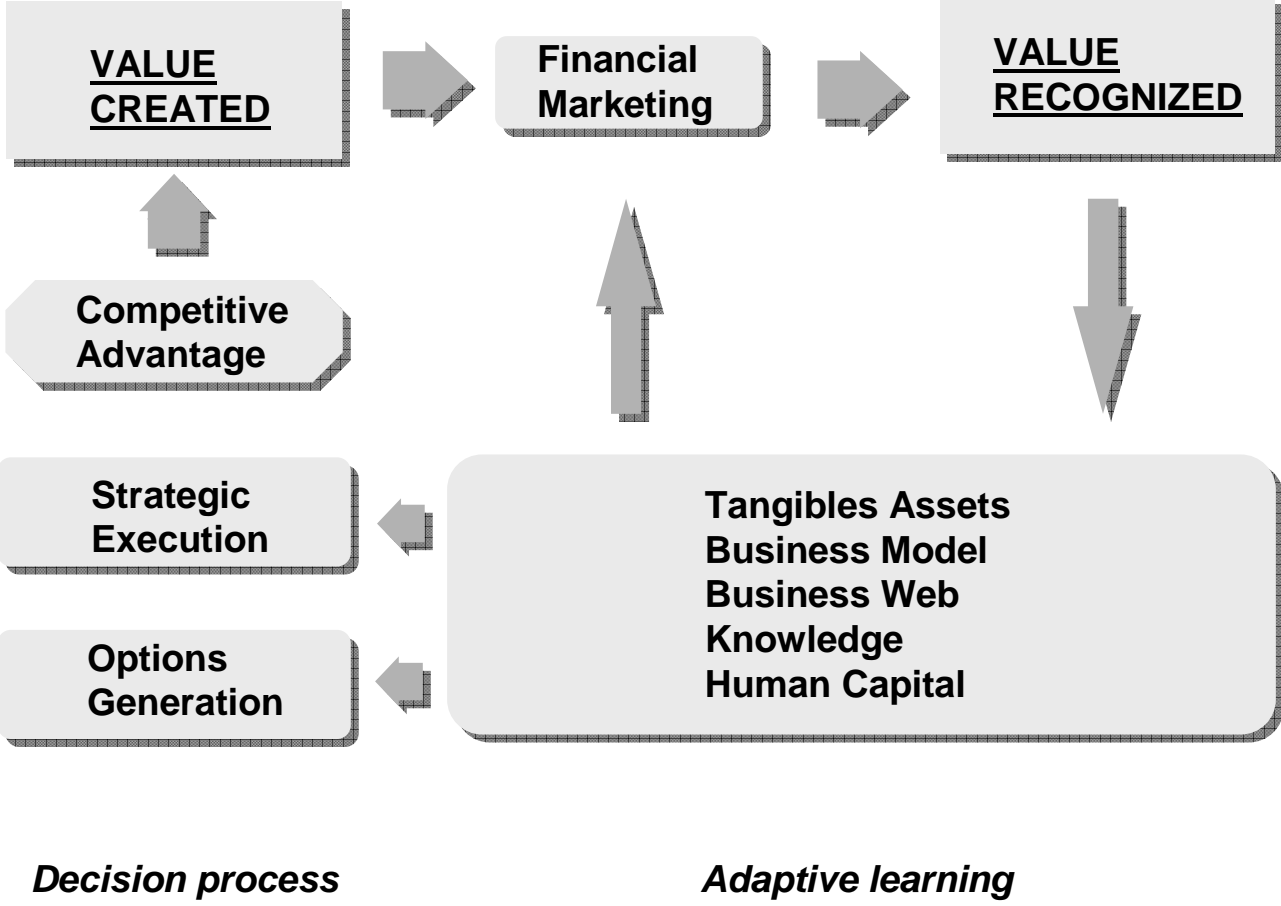 VALUE
CREATED
Financial
Marketing
VALUE
RECOGNIZED
Competitive
Advantage
Strategic
Execution
Options
Generation
Tangibles Assets
Business Model
Business Web
Knowledge
Human Capital
Decision process
Adaptive learning